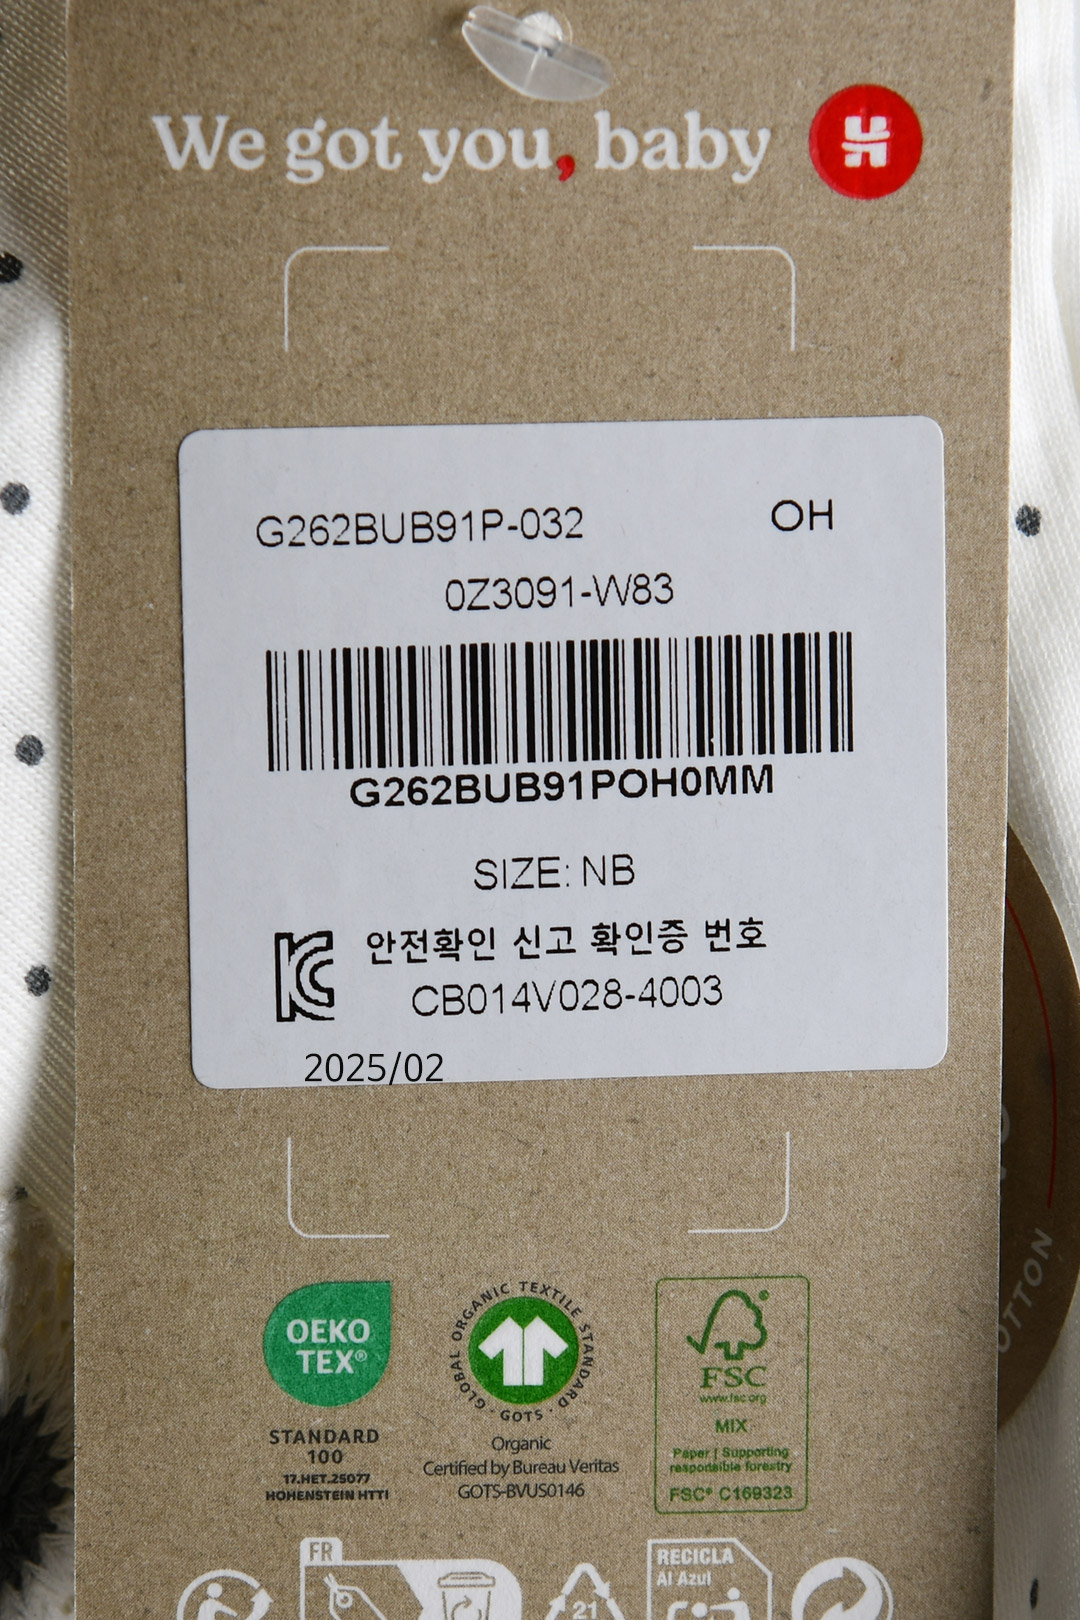 We got you, baby
G262BUB91P-032
OH
0Z3091-W83
G262BUB91POH0MM
SIZE: NB
안전확인 신고 확인증 번호
CB014V028-4003
2025/02
OEKO
TEX®
STANDARD
100
17.HET.25077
HOHENSTEIN HTTI
GLOBAL ORGANIC TEXTILE STANDARD · GOTS ·
Organic
Certified by Bureau Veritas
GOTS-BVUS0146
FSC
www.fsc.org
MIX
Paper | Supporting
responsible forestry
FSC® C169323
FR
21
RECICLA
Al Azul